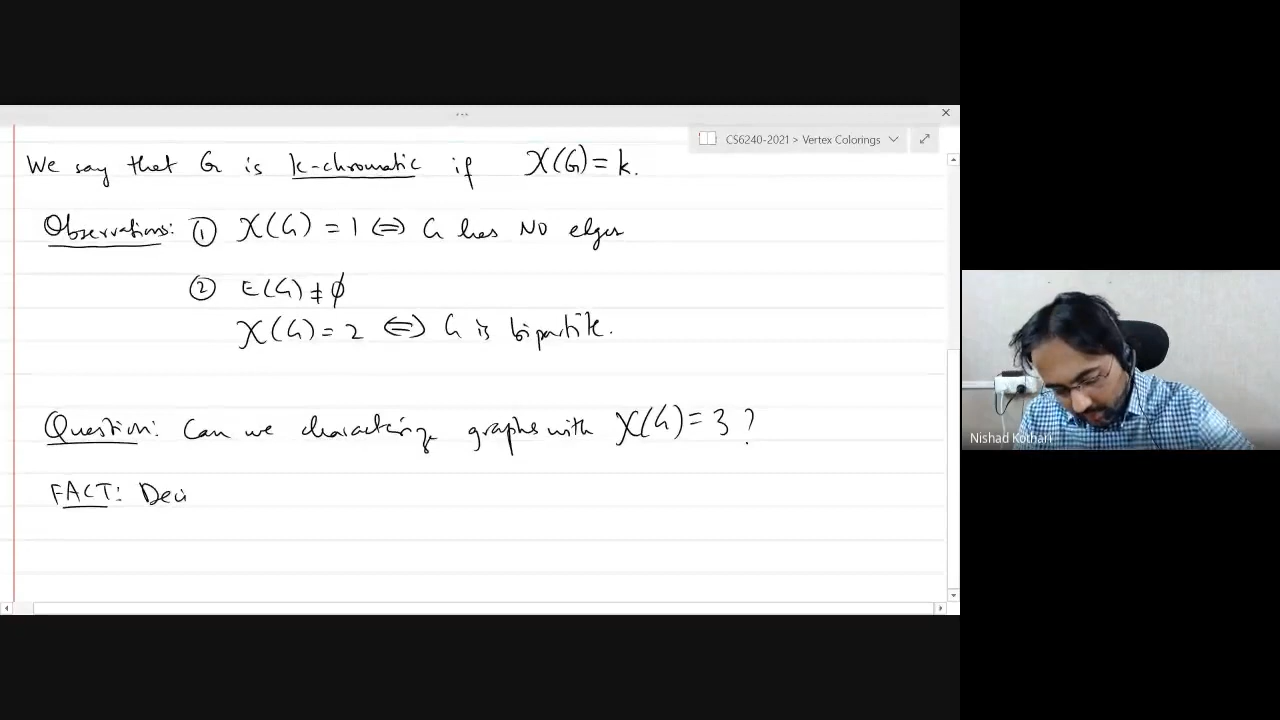 CS6240-2021 > Vertex Colorings
We say that G is k-chromatic if χ(G) = k.
Observations: ① χ(G) = 1 ⇔ G has NO edges
② E(G) ≠ ∅
χ(G) = 2 ⇔ G is bipartite.
Question: Can we characterize graphs with χ(G) = 3 ?
FACT: Deci
Nishad Kothari